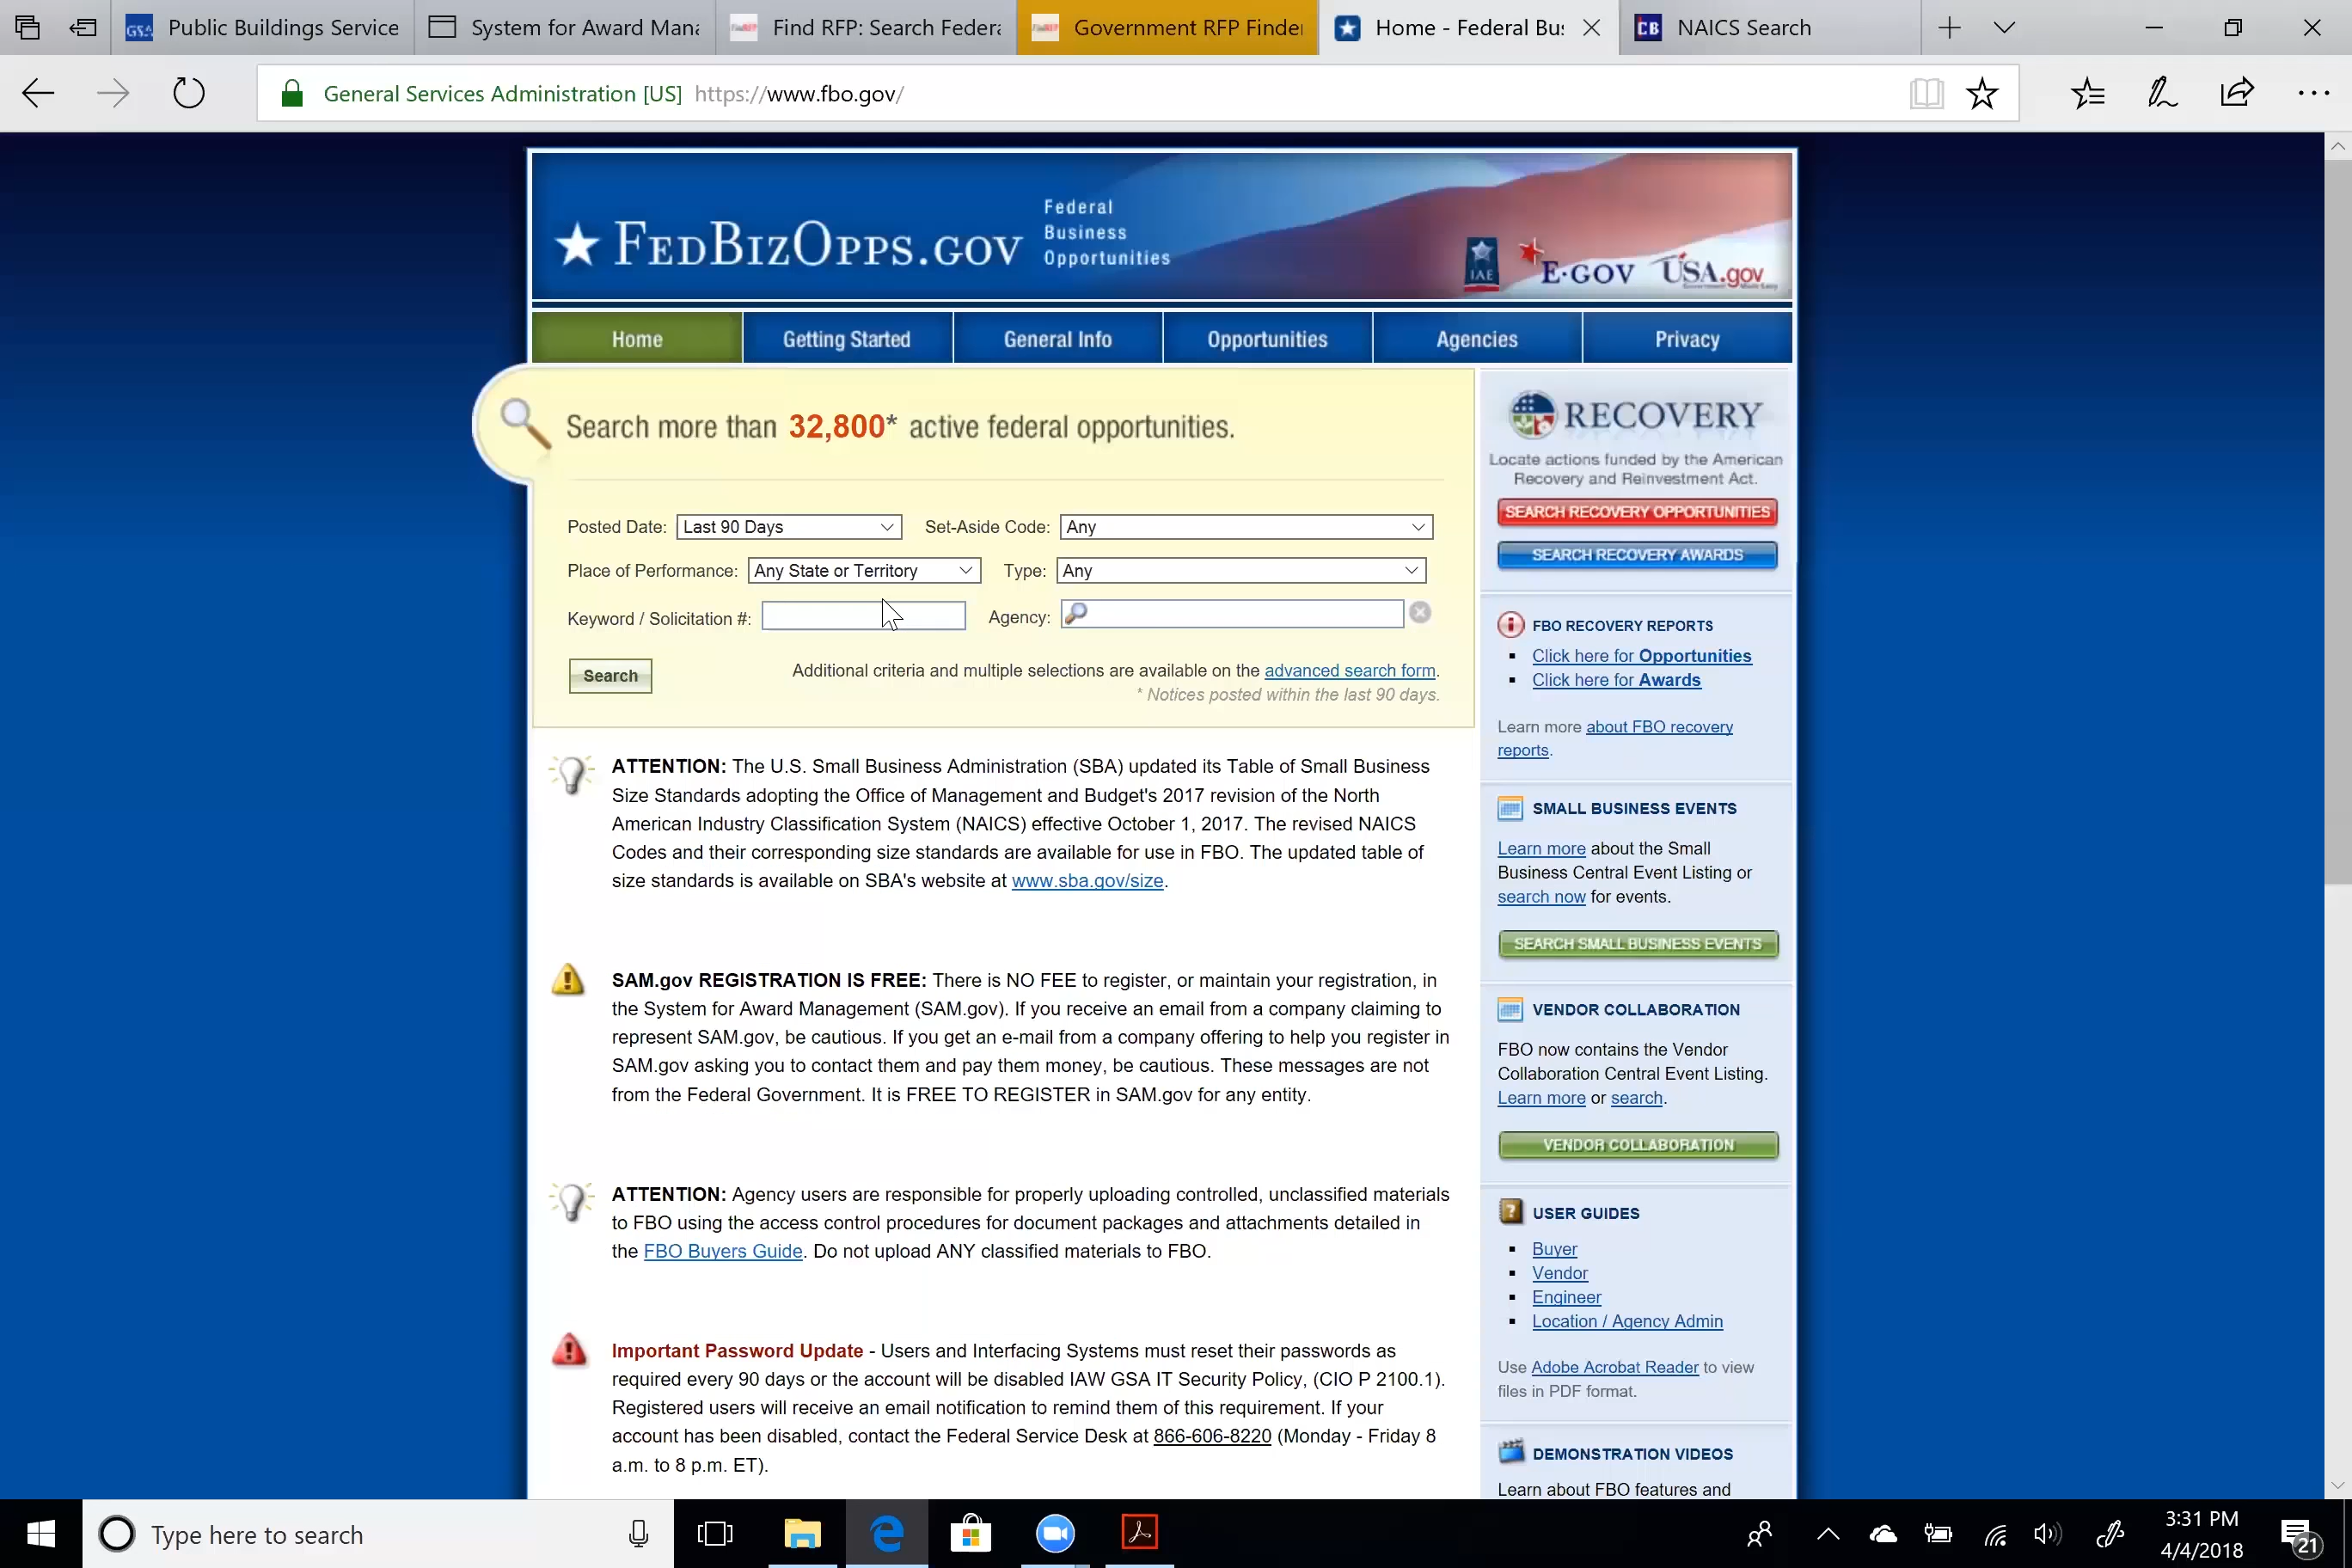 Public Buildings Service
System for Award Mana
Find RFP: Search Federa
Government RFP Finde
Home - Federal Bus
NAICS Search
General Services Administration [US] https://www.fbo.gov/
FEDBIZOPPS.GOV
Federal
Business
Opportunities
IAE
E-GOV
USA.gov
Home
Getting Started
General Info
Opportunities
Agencies
Privacy
Search more than 32,800* active federal opportunities.
Posted Date: Last 90 Days Set-Aside Code: Any
Place of Performance: Any State or Territory Type: Any
Keyword / Solicitation #: Agency:
Search
Additional criteria and multiple selections are available on the advanced search form.
* Notices posted within the last 90 days.
ATTENTION: The U.S. Small Business Administration (SBA) updated its Table of Small Business
Size Standards adopting the Office of Management and Budget's 2017 revision of the North
American Industry Classification System (NAICS) effective October 1, 2017. The revised NAICS
Codes and their corresponding size standards are available for use in FBO. The updated table of
size standards is available on SBA's website at www.sba.gov/size.
SAM.gov REGISTRATION IS FREE: There is NO FEE to register, or maintain your registration, in
the System for Award Management (SAM.gov). If you receive an email from a company claiming to
represent SAM.gov, be cautious. If you get an e-mail from a company offering to help you register in
SAM.gov asking you to contact them and pay them money, be cautious. These messages are not
from the Federal Government. It is FREE TO REGISTER in SAM.gov for any entity.
ATTENTION: Agency users are responsible for properly uploading controlled, unclassified materials
to FBO using the access control procedures for document packages and attachments detailed in
the FBO Buyers Guide. Do not upload ANY classified materials to FBO.
Important Password Update - Users and Interfacing Systems must reset their passwords as
required every 90 days or the account will be disabled IAW GSA IT Security Policy, (CIO P 2100.1).
Registered users will receive an email notification to remind them of this requirement. If your
account has been disabled, contact the Federal Service Desk at 866-606-8220 (Monday - Friday 8
a.m. to 8 p.m. ET).
RECOVERY
Locate actions funded by the American
Recovery and Reinvestment Act.
SEARCH RECOVERY OPPORTUNITIES
SEARCH RECOVERY AWARDS
FBO RECOVERY REPORTS
Click here for Opportunities
Click here for Awards
Learn more about FBO recovery
reports.
SMALL BUSINESS EVENTS
Learn more about the Small
Business Central Event Listing or
search now for events.
SEARCH SMALL BUSINESS EVENTS
VENDOR COLLABORATION
FBO now contains the Vendor
Collaboration Central Event Listing.
Learn more or search.
VENDOR COLLABORATION
USER GUIDES
Buyer
Vendor
Engineer
Location / Agency Admin
Use Adobe Acrobat Reader to view
files in PDF format.
DEMONSTRATION VIDEOS
Learn about FBO features and
Type here to search
3:31 PM
4/4/2018
21